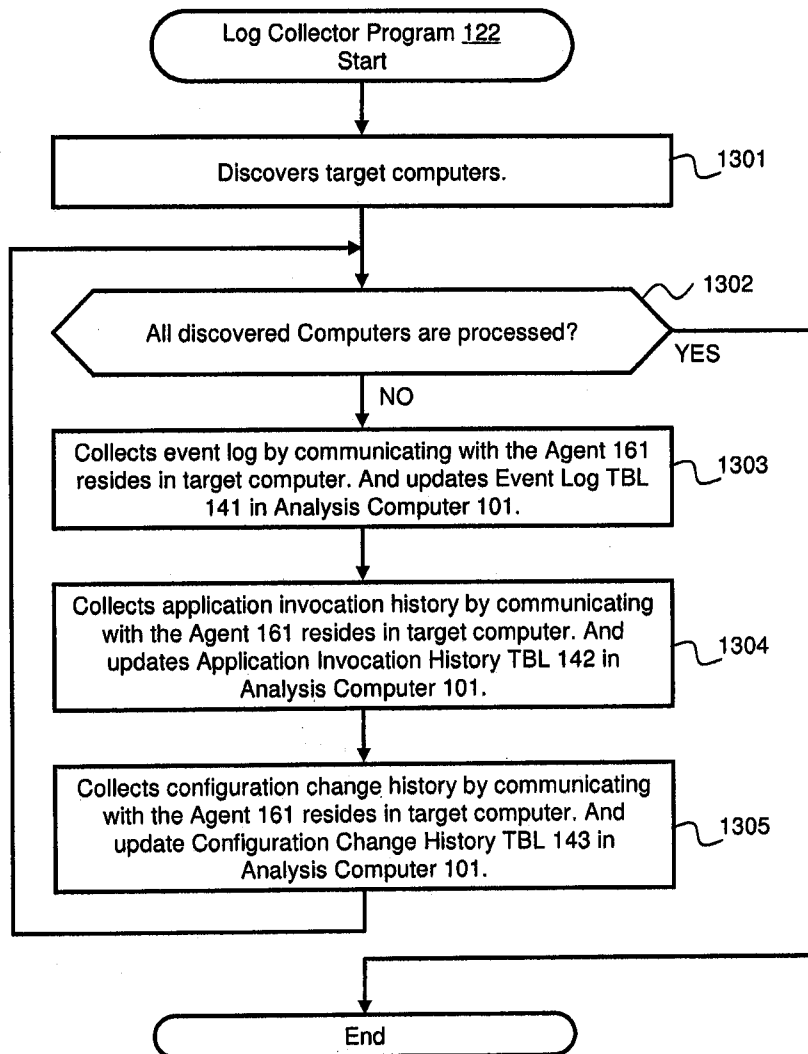 Log Collector Program 122
Start
Discovers target computers.
1301
1302
All discovered Computers are processed?
YES
NO
Collects event log by communicating with the Agent 161
resides in target computer. And updates Event Log TBL
141 in Analysis Computer 101.
1303
Collects application invocation history by communicating
with the Agent 161 resides in target computer. And
updates Application Invocation History TBL 142 in
Analysis Computer 101.
1304
Collects configuration change history by communicating
with the Agent 161 resides in target computer. And
update Configuration Change History TBL 143 in
Analysis Computer 101.
1305
End